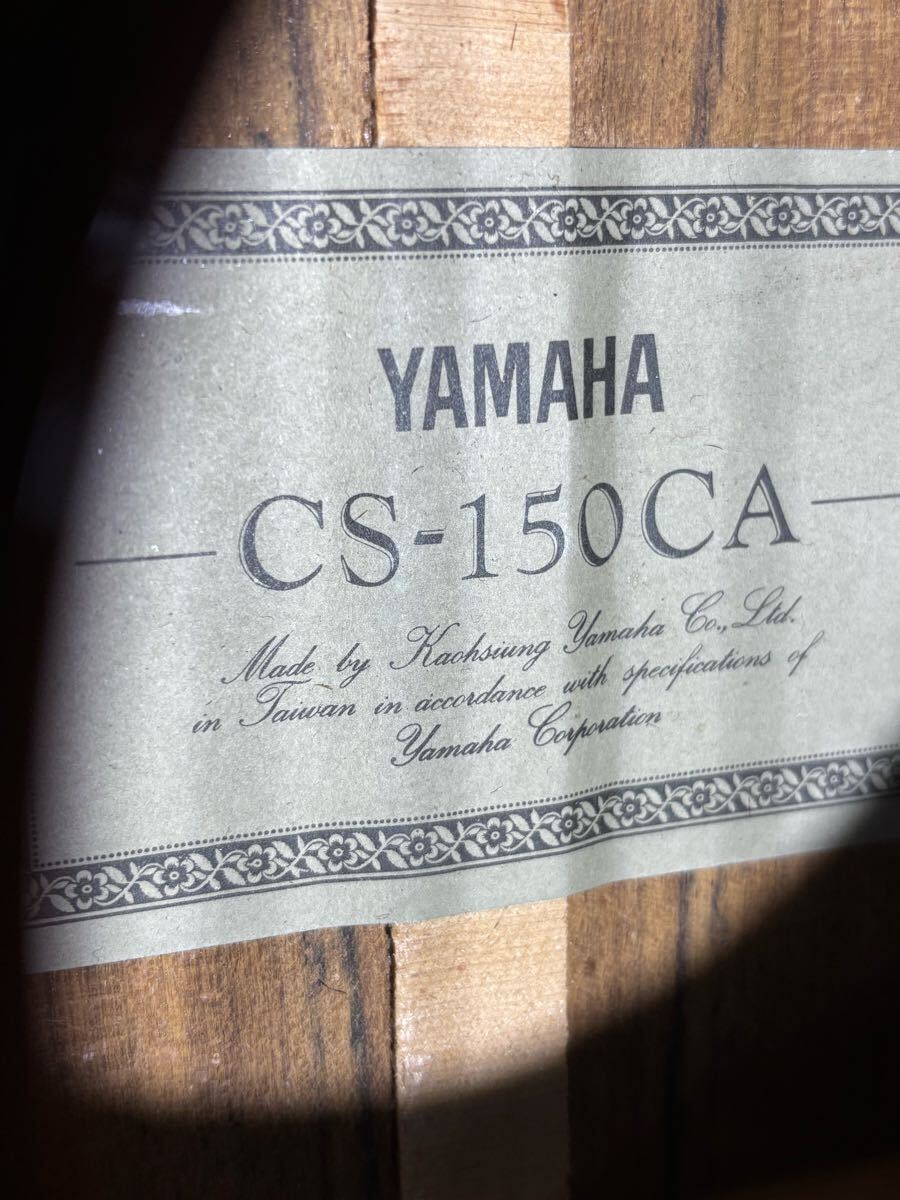 YAMAHA
CS-150CA
Made by Kaohsiung Yamaha Co., Ltd.
in Taiwan in accordance with specifications of
Yamaha Corporation